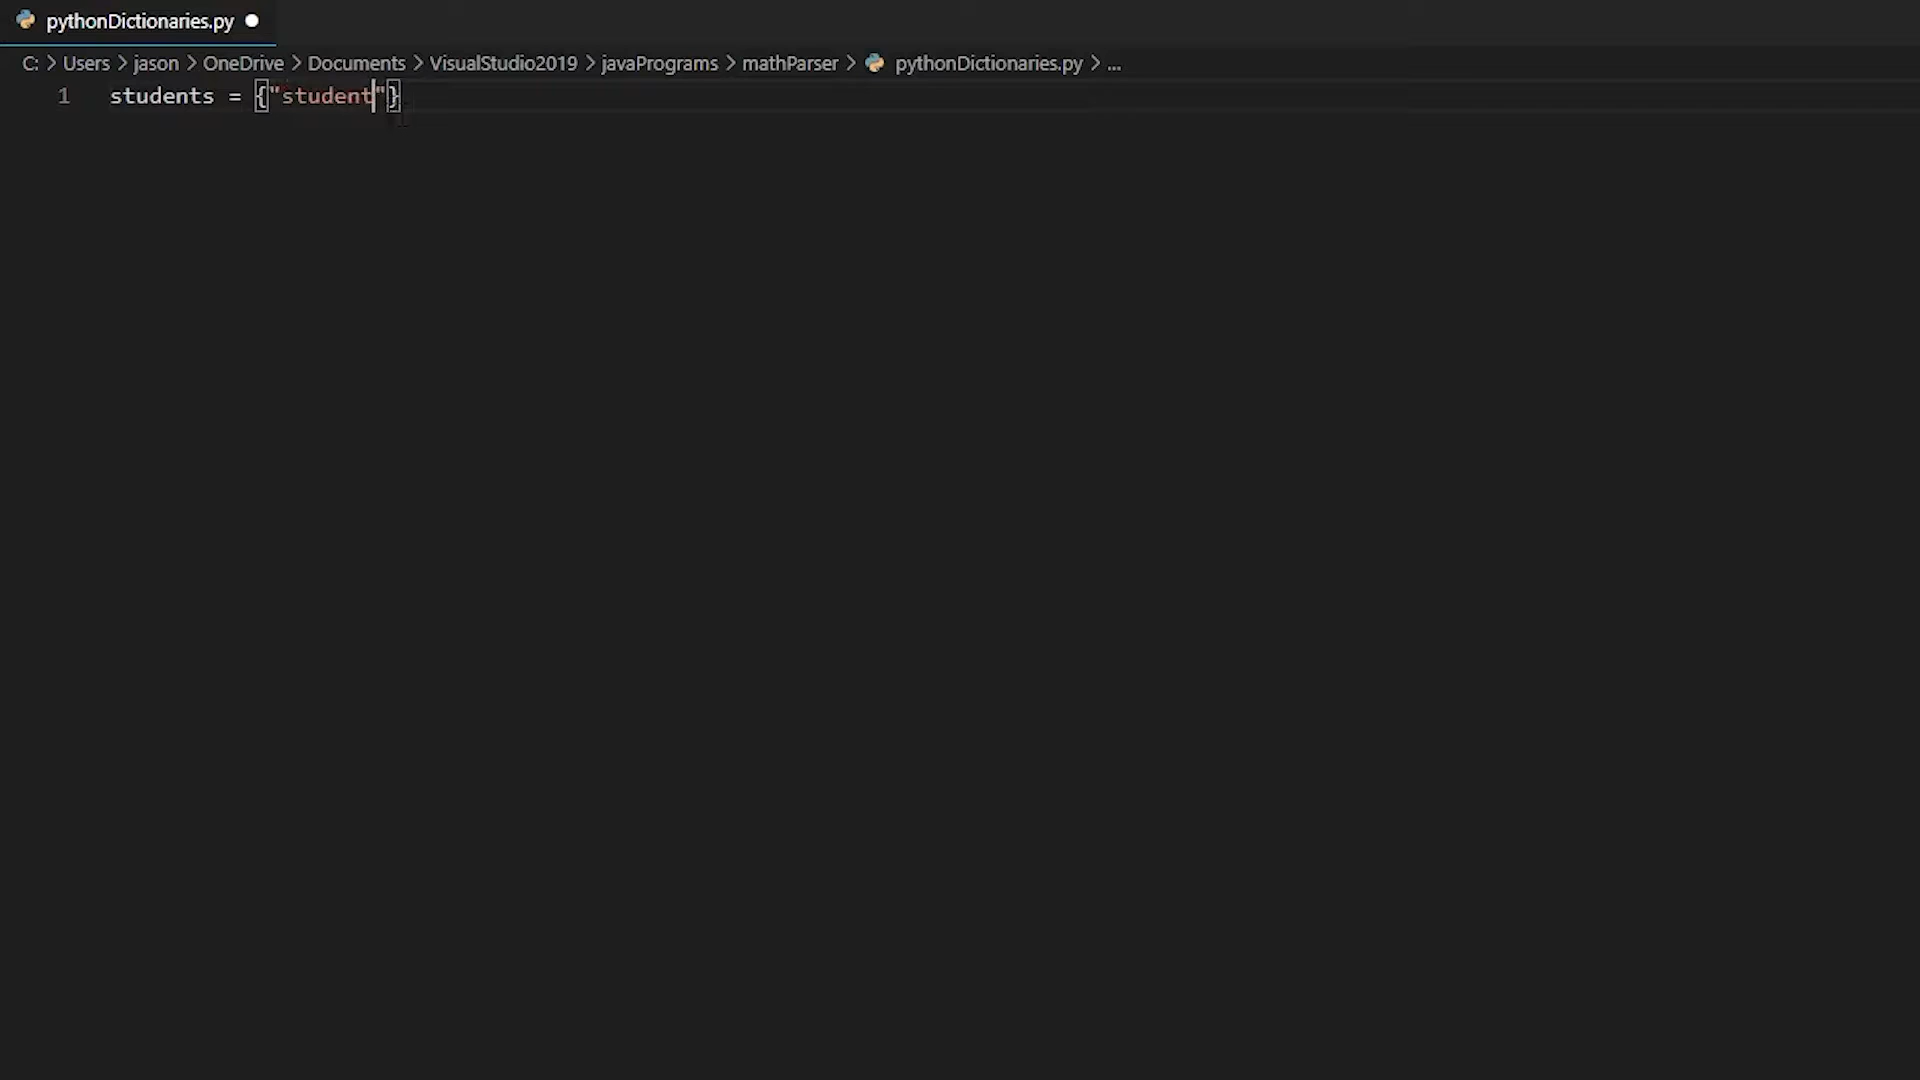 pythonDictionaries.py
C: > Users > jason > OneDrive > Documents > VisualStudio2019 > javaPrograms > mathParser > pythonDictionaries.py > ...
1 students = {"student"}